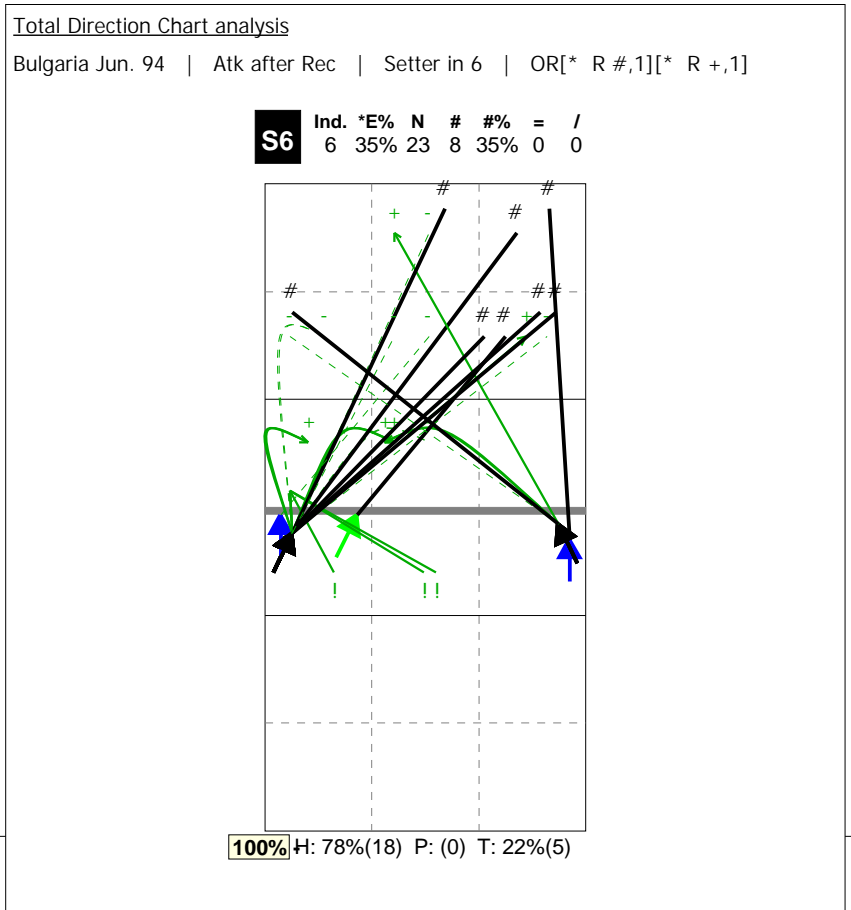 Total Direction Chart analysis
Bulgaria Jun. 94 | Atk after Rec | Setter in 6 | OR[* R #,1][* R +,1]
S6
Ind. *E% N # #% = /
6 35% 23 8 35% 0 0
# #
+ - #
# ##
- - - # # + -
+ ++
! !!
100% H: 78%(18) P: (0) T: 22%(5)